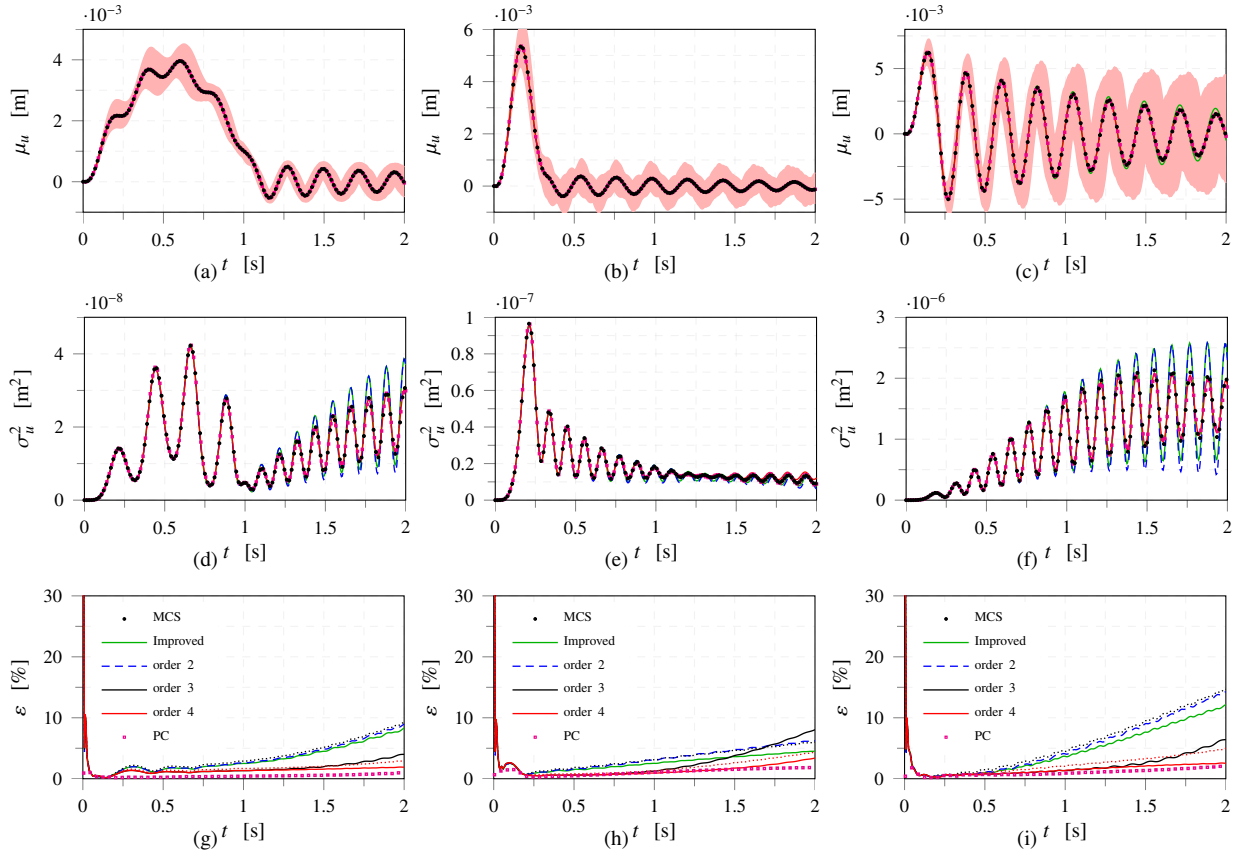 ·10⁻³ ·10⁻³ ·10⁻³
4
2
0
μᵤ [m]
0 0.5 1 1.5 2
(a) t [s]
6
4
2
0
μᵤ [m]
0 0.5 1 1.5 2
(b) t [s]
5
0
−5
μᵤ [m]
0 0.5 1 1.5 2
(c) t [s]
·10⁻⁸ ·10⁻⁷ ·10⁻⁶
4
2
0
σᵤ² [m²]
0 0.5 1 1.5 2
(d) t [s]
1
0.8
0.6
0.4
0.2
0
σᵤ² [m²]
0 0.5 1 1.5 2
(e) t [s]
3
2
1
0
σᵤ² [m²]
0 0.5 1 1.5 2
(f) t [s]
30
20
10
0
ε [%]
MCS
Improved
order 2
order 3
order 4
PC
0 0.5 1 1.5 2
(g) t [s]
30
20
10
0
ε [%]
MCS
Improved
order 2
order 3
order 4
PC
0 0.5 1 1.5 2
(h) t [s]
30
20
10
0
ε [%]
MCS
Improved
order 2
order 3
order 4
PC
0 0.5 1 1.5 2
(i) t [s]